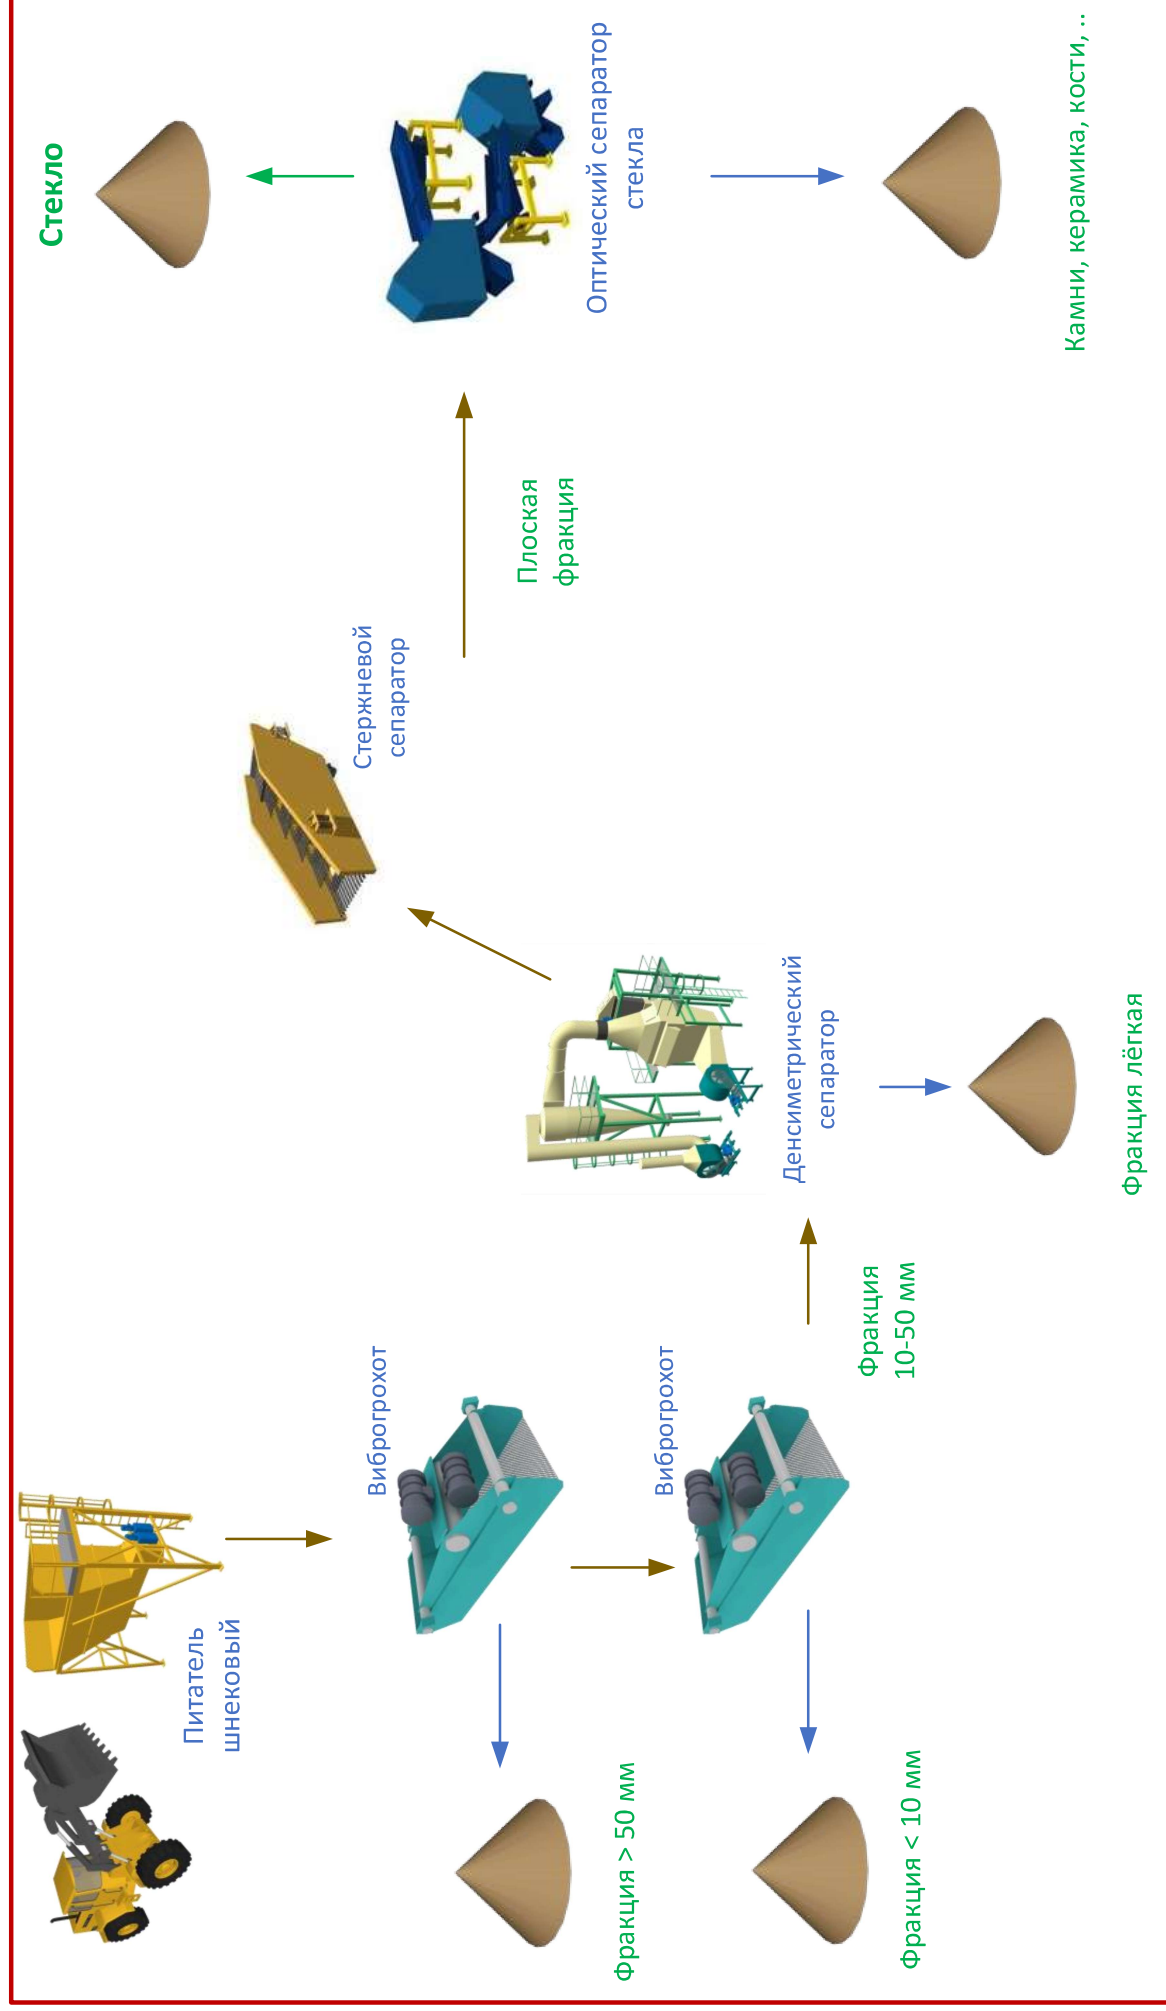 Питатель
шнековый
Виброгрохот
Фракция > 50 мм
Виброгрохот
Фракция < 10 мм
Фракция
10-50 мм
Денсиметрический
сепаратор
Фракция лёгкая
Стержневой
сепаратор
Плоская
фракция
Стекло
Оптический сепаратор
стекла
Камни, керамика, кости, ..